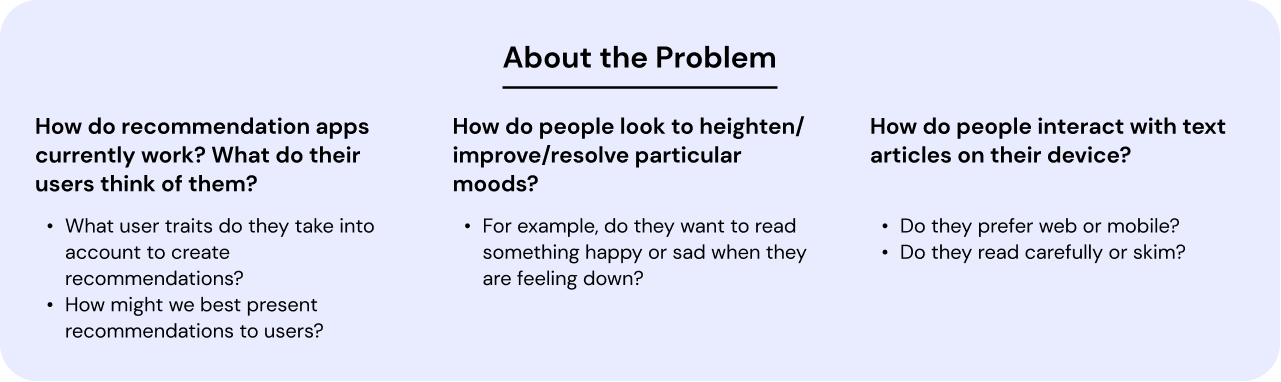 About the Problem
How do recommendation apps
currently work? What do their
users think of them?
• What user traits do they take into
account to create
recommendations?
• How might we best present
recommendations to users?
How do people look to heighten/
improve/resolve particular
moods?
• For example, do they want to read
something happy or sad when they
are feeling down?
How do people interact with text
articles on their device?
• Do they prefer web or mobile?
• Do they read carefully or skim?